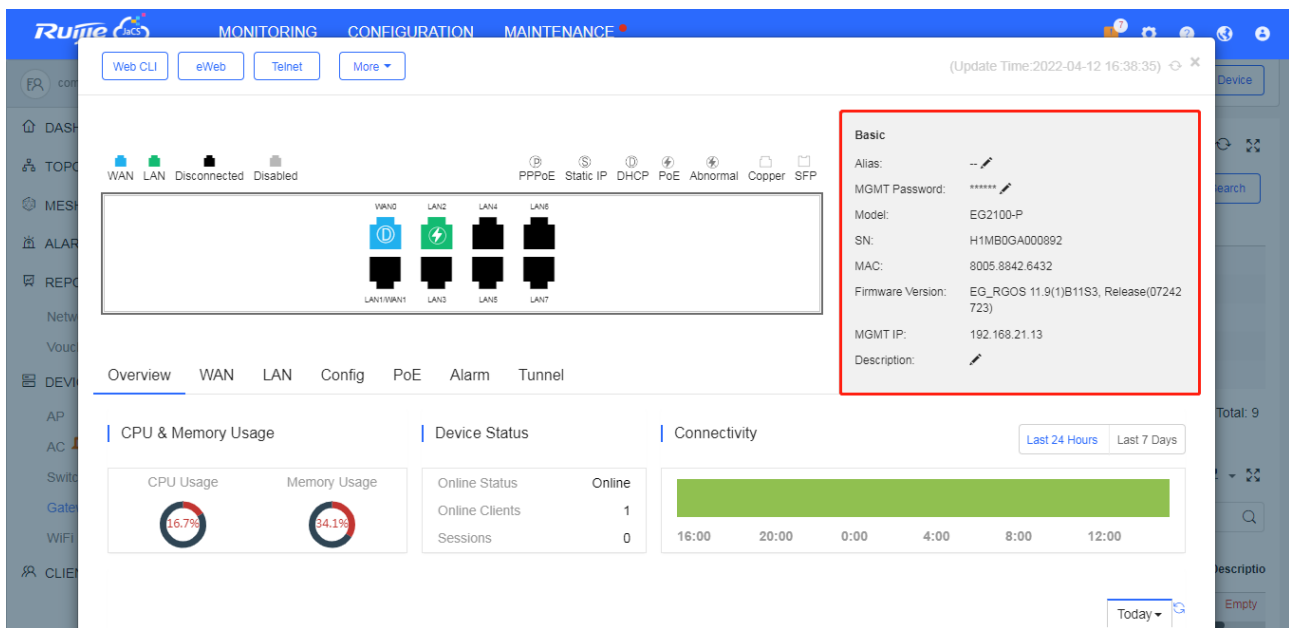 Ruijie JaCS MONITORING CONFIGURATION MAINTENANCE 7
Web CLI eWeb Telnet More (Update Time:2022-04-12 16:38:35) ×
ER com Device
DASH
TOPO
MESH
ALAR
REPO
Netw
Vouc
DEVI
AP
AC
Switc
Gate
WiFi
CLIEN
WAN LAN Disconnected Disabled PPPoE Static IP DHCP PoE Abnormal Copper SFP
P S D
WAN0 LAN2 LAN4 LAN6
D
LAN1/WAN1 LAN3 LAN5 LAN7
Basic
Alias: --
MGMT Password: ******
Model: EG2100-P
SN: H1MB0GA000892
MAC: 8005.8842.6432
Firmware Version: EG_RGOS 11.9(1)B11S3, Release(07242
723)
MGMT IP: 192.168.21.13
Description:
earch
Overview WAN LAN Config PoE Alarm Tunnel
Total: 9
CPU & Memory Usage
CPU Usage Memory Usage
16.7% 34.1%
Device Status
Online Status Online
Online Clients 1
Sessions 0
Connectivity Last 24 Hours Last 7 Days
16:00 20:00 0:00 4:00 8:00 12:00
Descriptio
Empty
Today